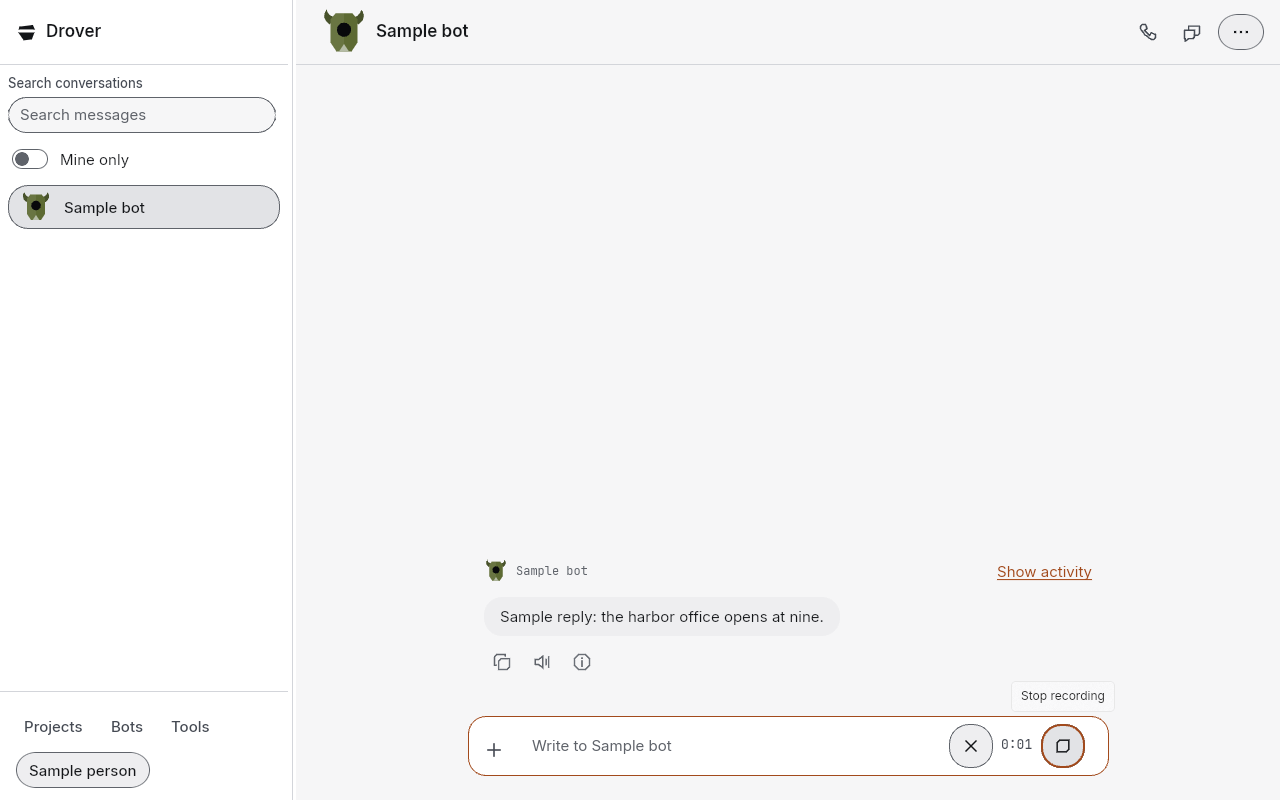 Drover
Search conversations
Search messages
Mine only
Sample bot
Projects
Bots
Tools
Sample person
Sample bot
Sample bot
Show activity
Sample reply: the harbor office opens at nine.
Stop recording
Write to Sample bot
0:01